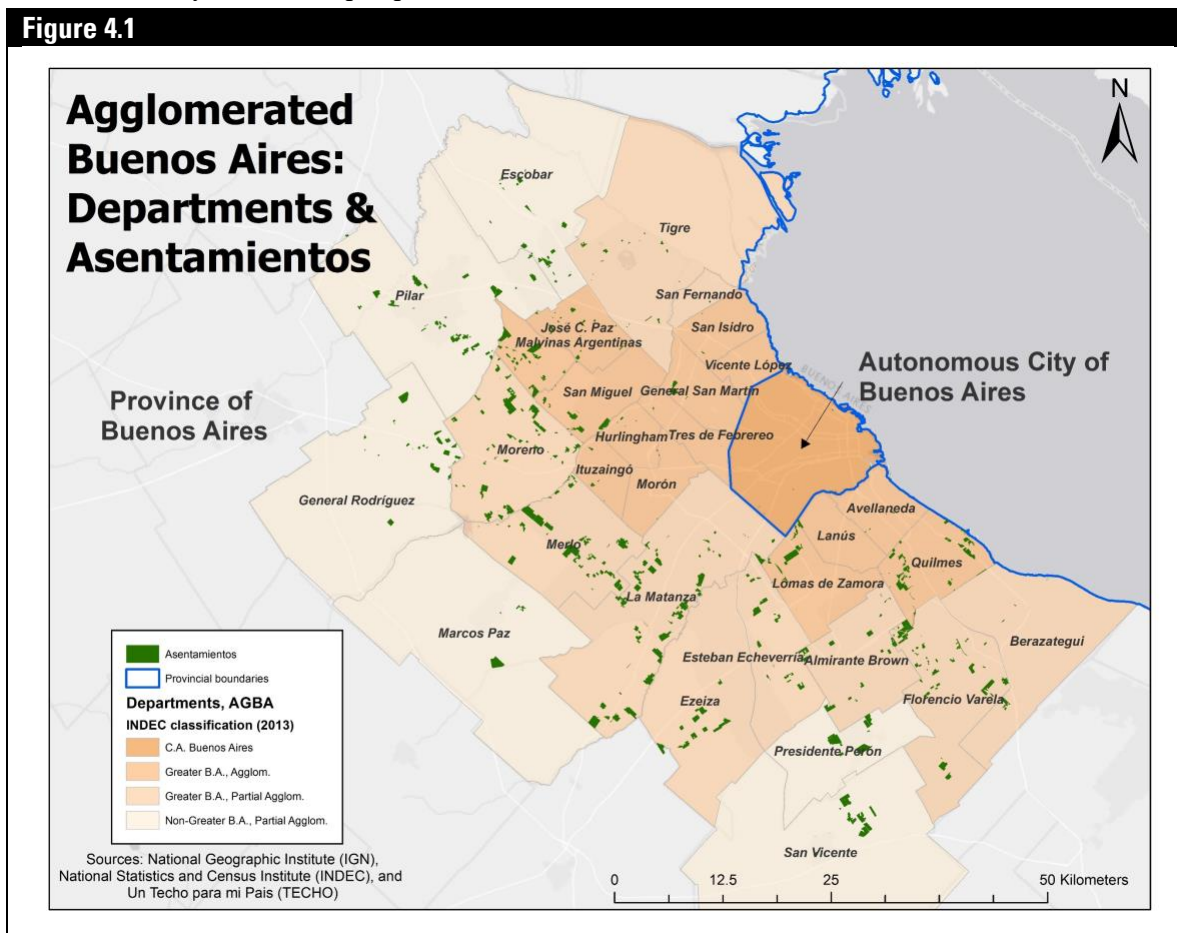 Figure 4.1
Agglomerated
Buenos Aires:
Departments &
Asentamientos
N
Escobar
Tigre
Pilar
San Fernando
José C. Paz
San Isidro
Malvinas Argentinas
Vicente López
BUENOS AIRES
Autonomous City of
Buenos Aires
Province of
Buenos Aires
San Miguel
General San Martín
Hurlingham
Tres de Febrereo
Moreno
Ituzaingó
Morón
General Rodríguez
Avellaneda
Lanús
Merlo
Quilmes
Lomas de Zamora
La Matanza
Marcos Paz
Berazategui
Esteban Echeverría
Almirante Brown
Ezeiza
Florencio Varela
Presidente Perón
San Vicente
Asentamientos
Provincial boundaries
Departments, AGBA
INDEC classification (2013)
C.A. Buenos Aires
Greater B.A., Agglom.
Greater B.A., Partial Agglom.
Non-Greater B.A., Partial Agglom.
Sources: National Geographic Institute (IGN),
National Statistics and Census Institute (INDEC), and
Un Techo para mi Pais (TECHO)
0 12.5 25 50 Kilometers